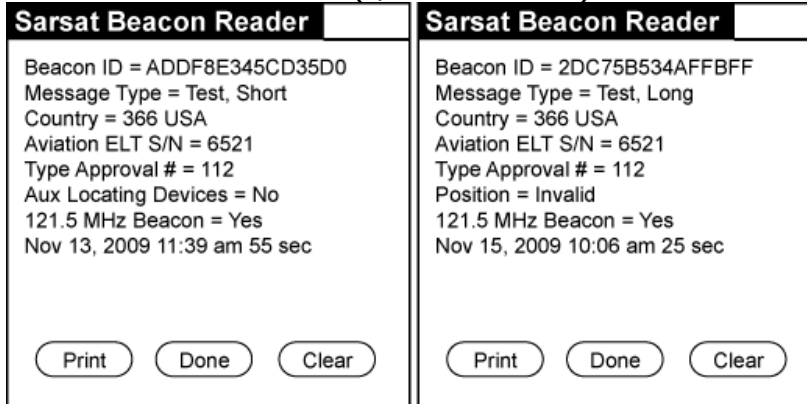 Sarsat Beacon Reader
Beacon ID = ADDF8E345CD35D0
Message Type = Test, Short
Country = 366 USA
Aviation ELT S/N = 6521
Type Approval # = 112
Aux Locating Devices = No
121.5 MHz Beacon = Yes
Nov 13, 2009 11:39 am 55 sec
Print Done Clear
Sarsat Beacon Reader
Beacon ID = 2DC75B534AFFBFF
Message Type = Test, Long
Country = 366 USA
Aviation ELT S/N = 6521
Type Approval # = 112
Position = Invalid
121.5 MHz Beacon = Yes
Nov 15, 2009 10:06 am 25 sec
Print Done Clear